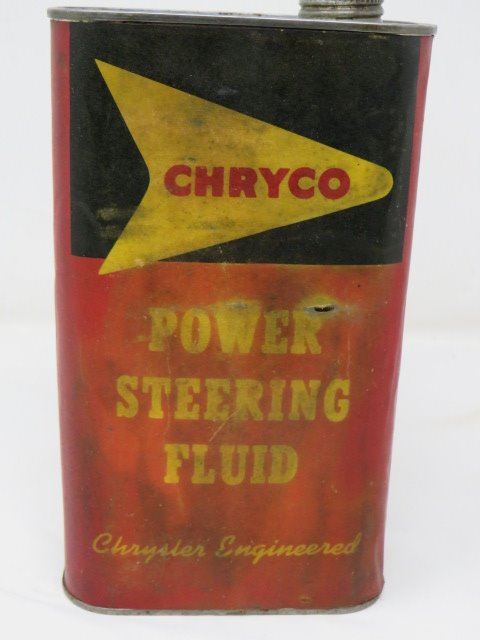 CHRYCO
POWER
STEERING
FLUID
Chrysler Engineered